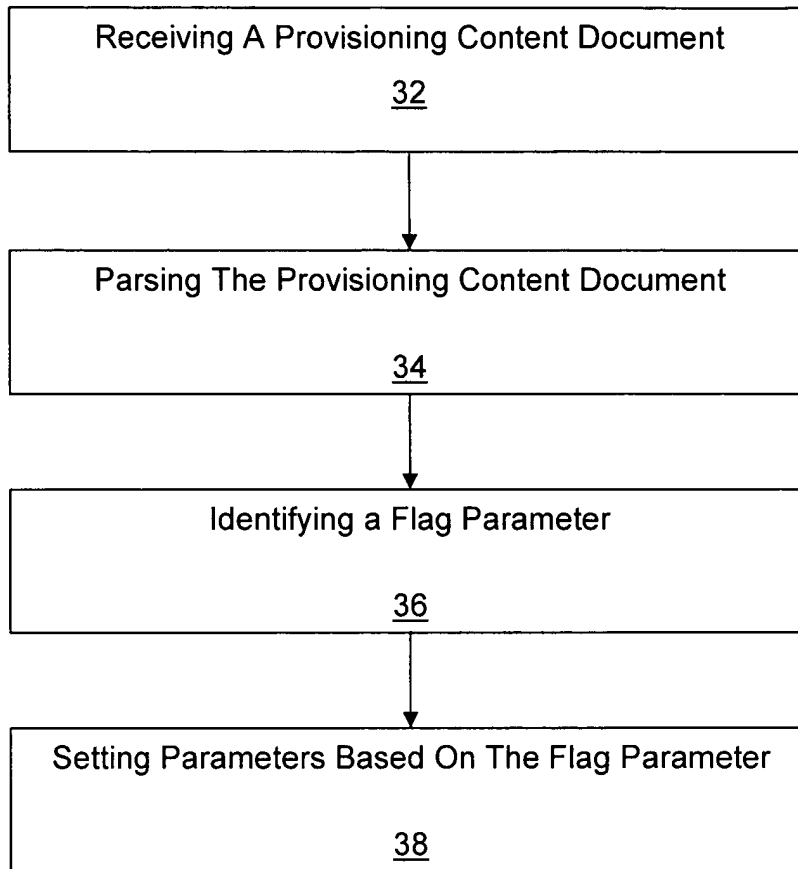 Receiving A Provisioning Content Document
32
Parsing The Provisioning Content Document
34
Identifying a Flag Parameter
36
Setting Parameters Based On The Flag Parameter
38